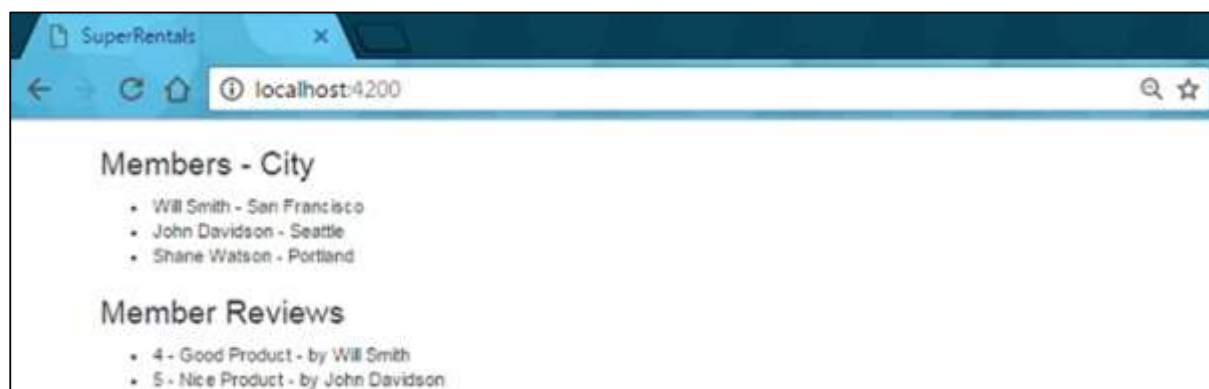 SuperRentals
localhost:4200
Members - City
• Will Smith - San Francisco
• John Davidson - Seattle
• Shane Watson - Portland
Member Reviews
• 4 - Good Product - by Will Smith
• 5 - Nice Product - by John Davidson